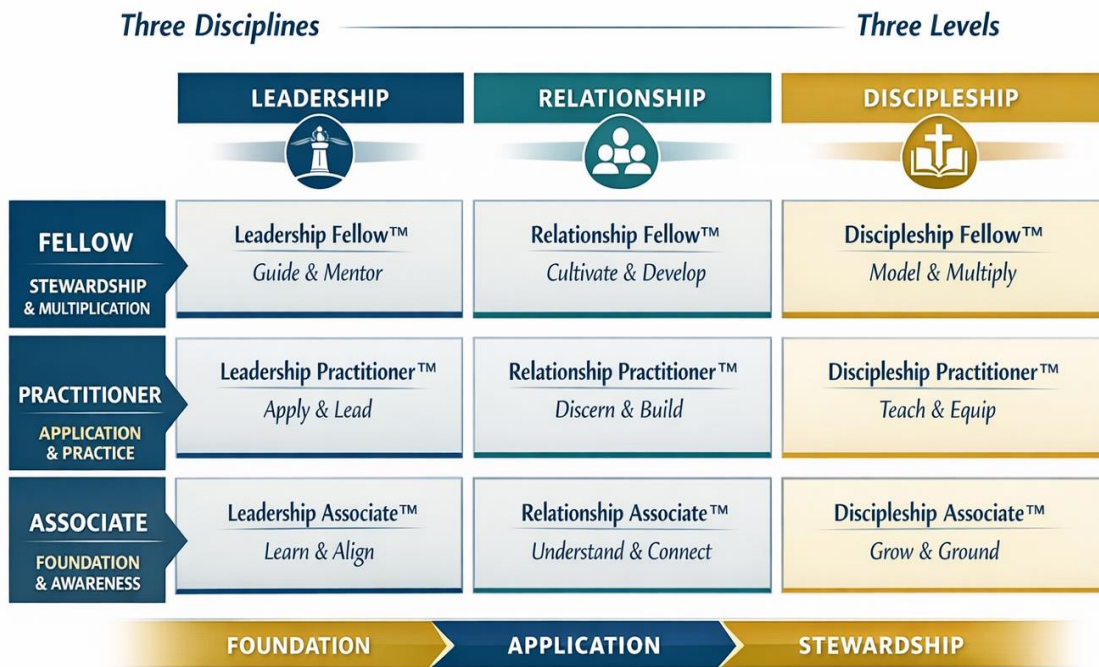 Three Disciplines
Three Levels
LEADERSHIP
RELATIONSHIP
DISCIPLESHIP
FELLOW
STEWARDSHIP
& MULTIPLICATION
Leadership Fellow™
Guide & Mentor
Relationship Fellow™
Cultivate & Develop
Discipleship Fellow™
Model & Multiply
PRACTITIONER
APPLICATION
& PRACTICE
Leadership Practitioner™
Apply & Lead
Relationship Practitioner™
Discern & Build
Discipleship Practitioner™
Teach & Equip
ASSOCIATE
FOUNDATION
& AWARENESS
Leadership Associate™
Learn & Align
Relationship Associate™
Understand & Connect
Discipleship Associate™
Grow & Ground
FOUNDATION
APPLICATION
STEWARDSHIP